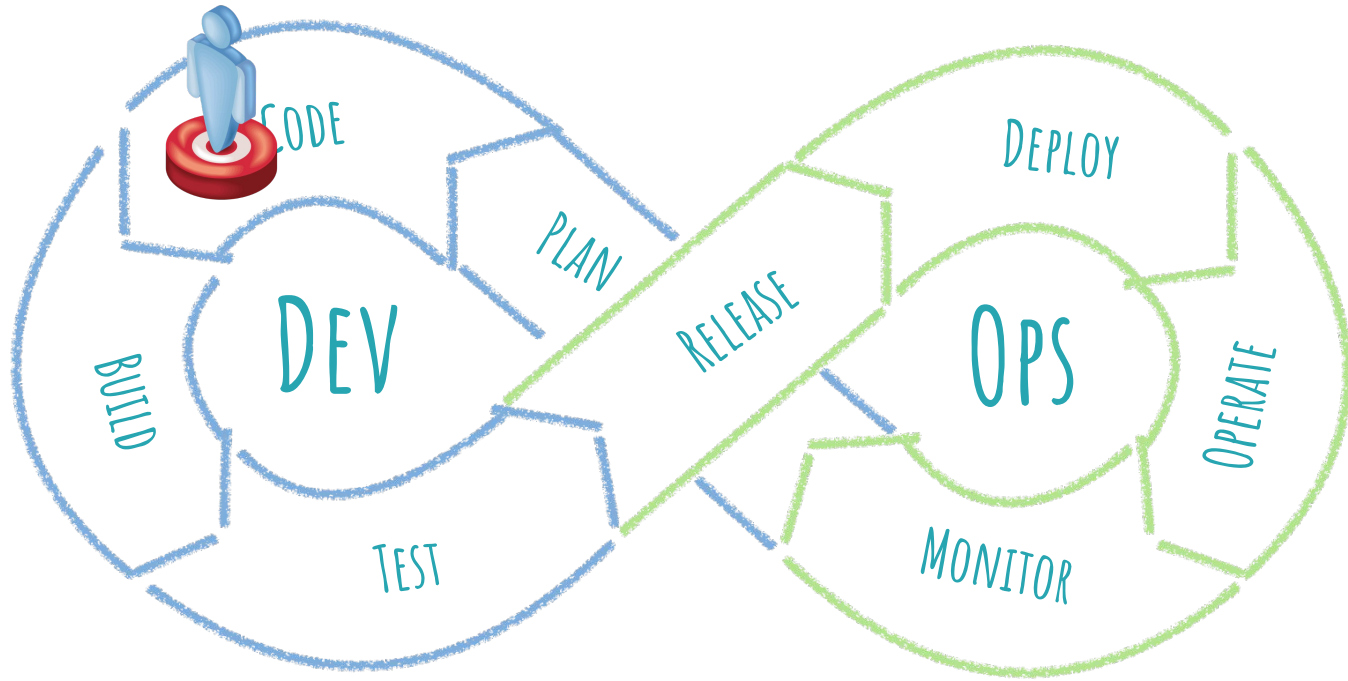 Code
Plan
Dev
Build
Test
Release
Deploy
Ops
Operate
Monitor